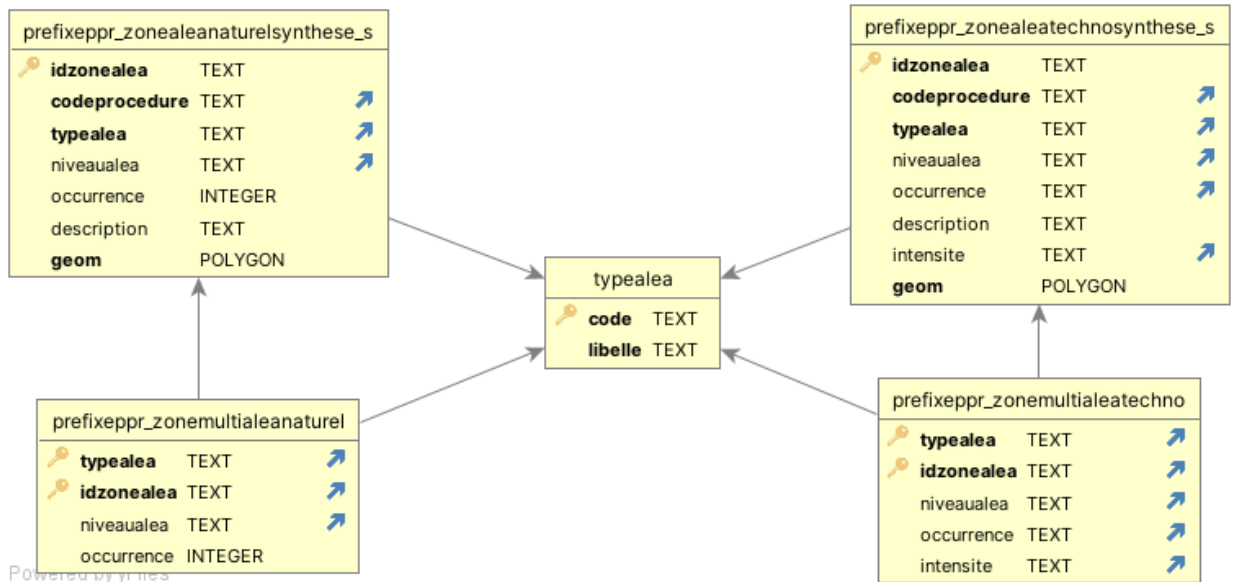 prefixeppr_zonealeanaturelsynthese_s
idzonealea TEXT
codeprocedure TEXT
typealea TEXT
niveaualea TEXT
occurrence INTEGER
description TEXT
geom POLYGON
prefixeppr_zonealeatechnosynthese_s
idzonealea TEXT
codeprocedure TEXT
typealea TEXT
niveaualea TEXT
occurrence TEXT
description TEXT
intensite TEXT
geom POLYGON
typealea
code TEXT
libelle TEXT
prefixeppr_zonemultialeanaturel
typealea TEXT
idzonealea TEXT
niveaualea TEXT
occurrence INTEGER
prefixeppr_zonemultialeatechno
typealea TEXT
idzonealea TEXT
niveaualea TEXT
occurrence TEXT
intensite TEXT
Powered by yFiles